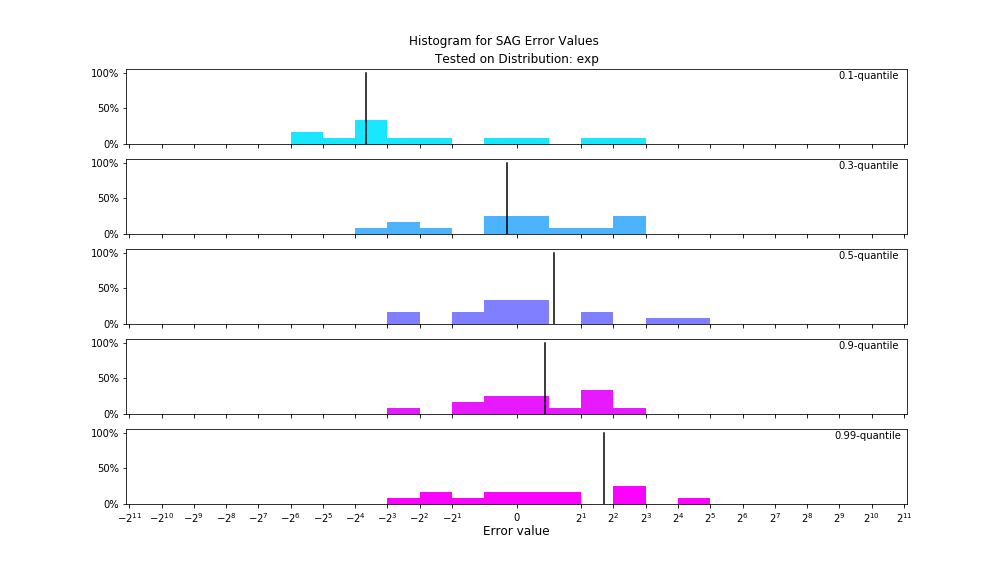 Histogram for SAG Error Values
Tested on Distribution: exp
100%
50%
0%
0.1-quantile
100%
50%
0%
0.3-quantile
100%
50%
0%
0.5-quantile
100%
50%
0%
0.9-quantile
100%
50%
0%
0.99-quantile
−2¹¹ −2¹⁰ −2⁹ −2⁸ −2⁷ −2⁶ −2⁵ −2⁴ −2³ −2² −2¹ 0 2¹ 2² 2³ 2⁴ 2⁵ 2⁶ 2⁷ 2⁸ 2⁹ 2¹⁰ 2¹¹
Error value